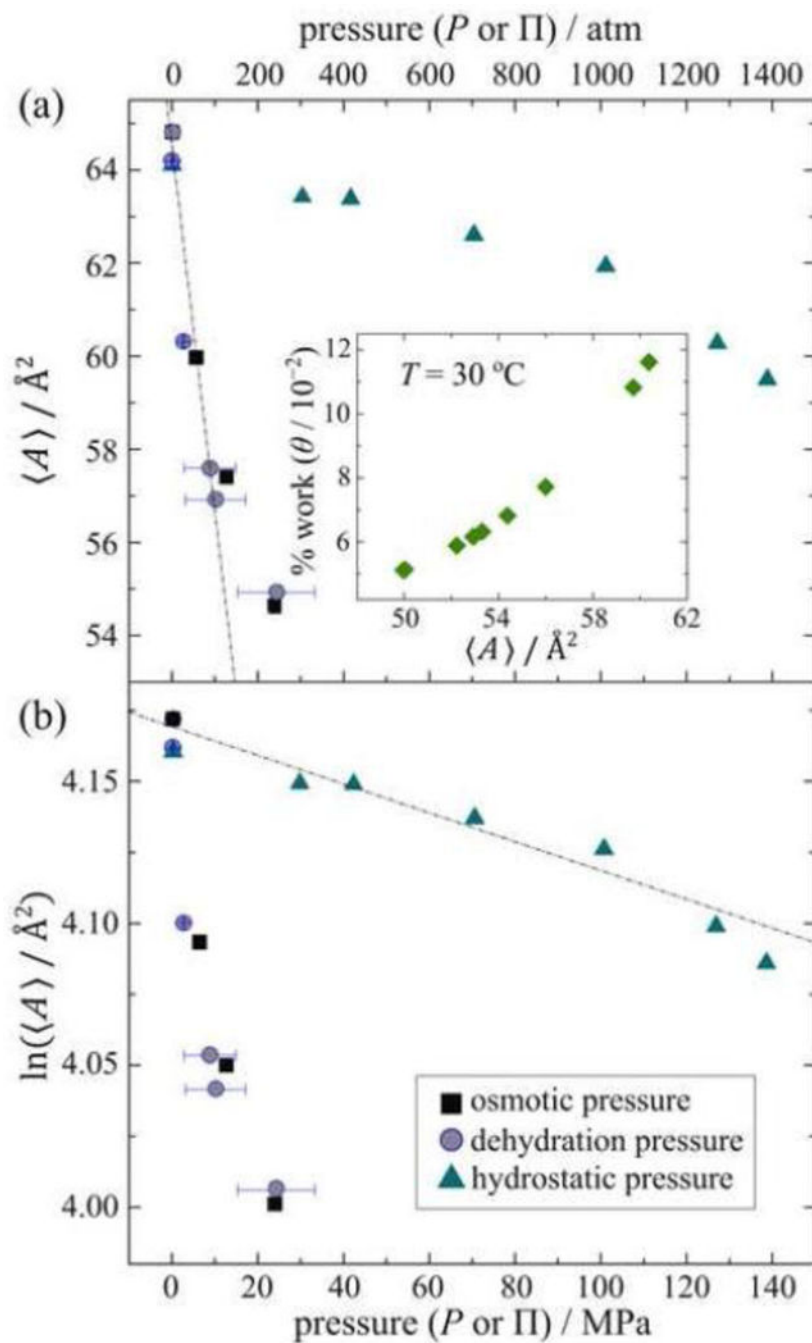 pressure (P or Π) / atm
0 200 400 600 800 1000 1200 1400
(a)
64
62
60
58
56
54
⟨A⟩ / Å²
T = 30 ºC
% work (θ / 10⁻²)
12
10
8
6
50 54 58 62
⟨A⟩ / Å²
(b)
4.15
4.10
4.05
4.00
ln(⟨A⟩ / Å²)
osmotic pressure
dehydration pressure
hydrostatic pressure
0 20 40 60 80 100 120 140
pressure (P or Π) / MPa